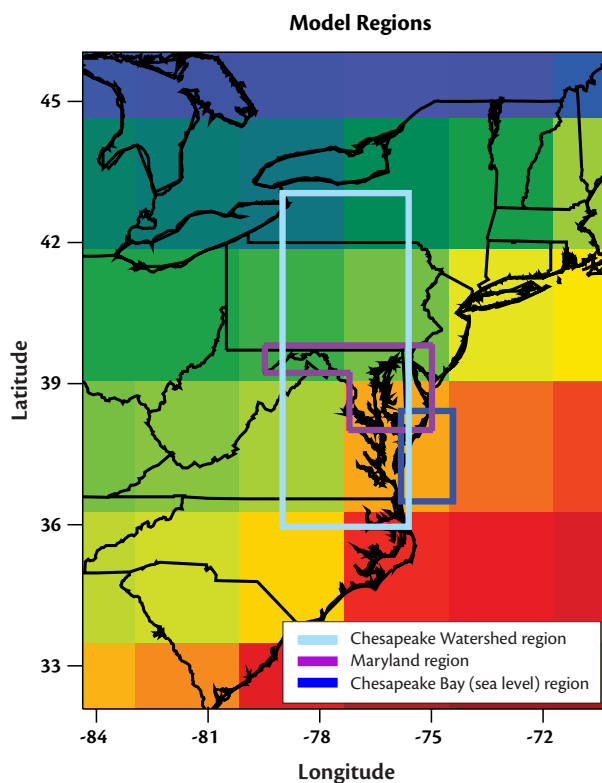 Model Regions
45
42
39
36
33
Latitude
-84 -81 -78 -75 -72
Longitude
Chesapeake Watershed region
Maryland region
Chesapeake Bay (sea level) region